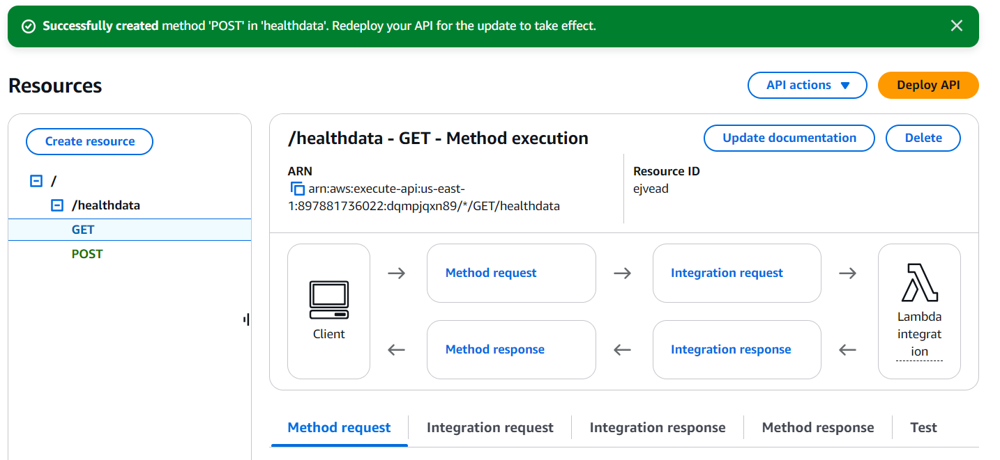 Successfully created method 'POST' in 'healthdata'. Redeploy your API for the update to take effect.
Resources
API actions
Deploy API
Create resource
/
/healthdata
GET
POST
/healthdata - GET - Method execution
Update documentation
Delete
ARN
arn:aws:execute-api:us-east-
1:897881736022:dqmpjqxn89/*/GET/healthdata
Resource ID
ejvead
Client
Method request
Integration request
Method response
Integration response
Lambda
integrat
ion
Method request
Integration request
Integration response
Method response
Test